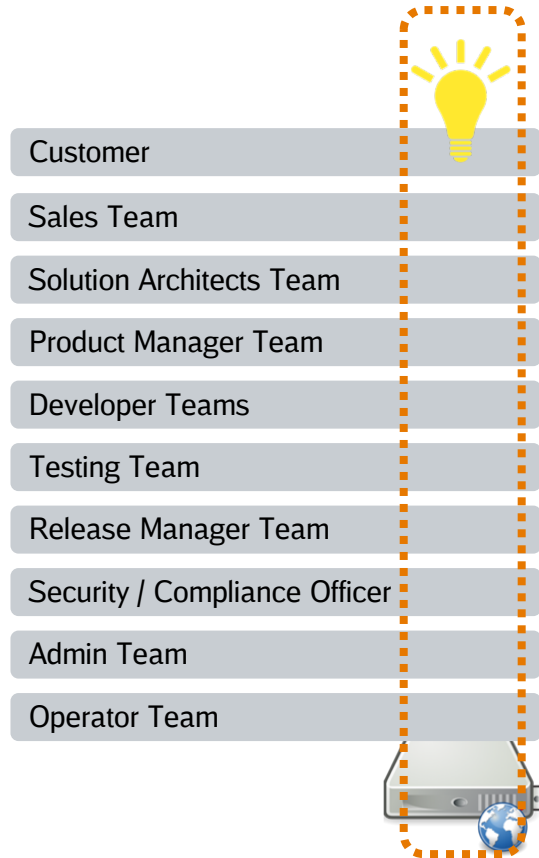 Customer
Sales Team
Solution Architects Team
Product Manager Team
Developer Teams
Testing Team
Release Manager Team
Security / Compliance Officer
Admin Team
Operator Team